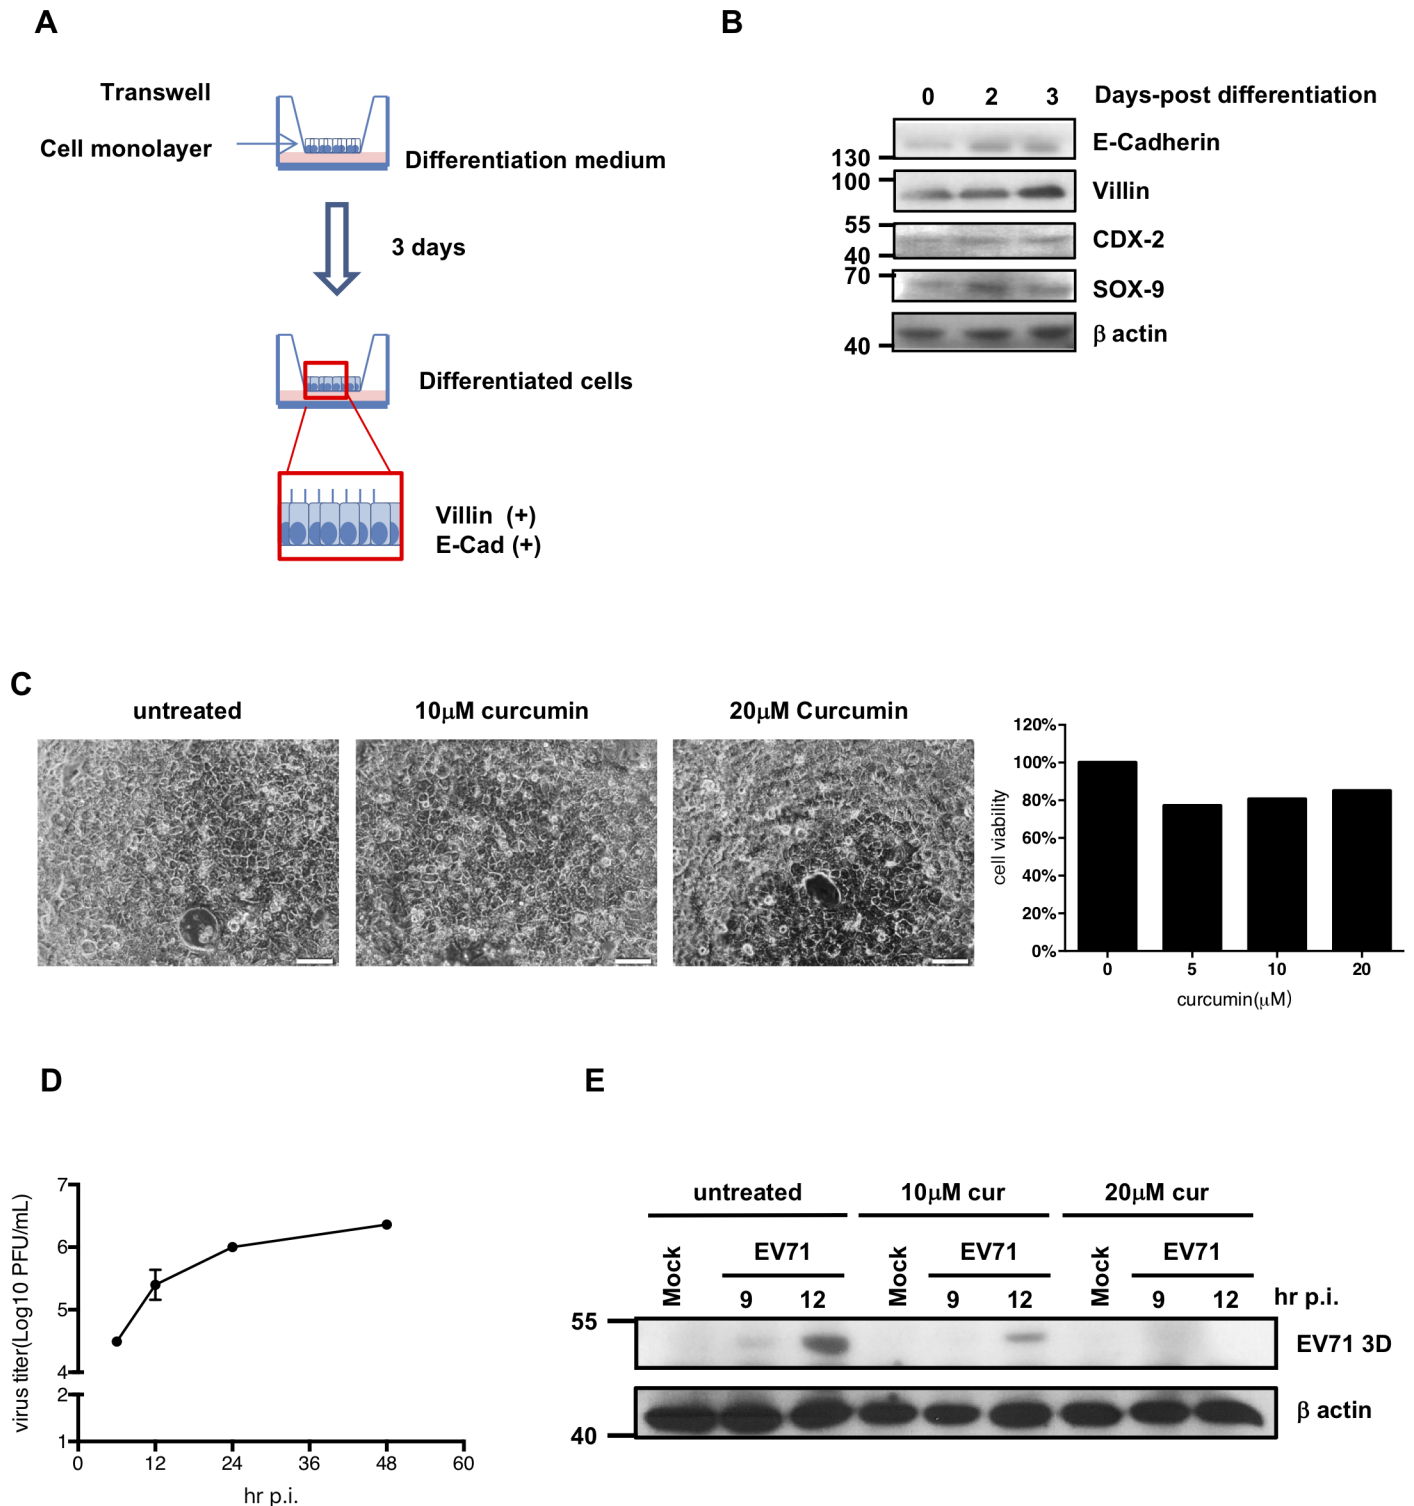 A
Transwell
Cell monolayer
Differentiation medium
3 days
Differentiated cells
Villin (+)
E-Cad (+)
B
0 2 3 Days-post differentiation
E-Cadherin
130
100
Villin
55
CDX-2
40
70
SOX-9
β actin
40
C
untreated
10μM curcumin
20μM Curcumin
120%
100%
80%
60%
40%
20%
0%
cell viability
0 5 10 20
curcumin(μM)
D
7
6
5
4
2
1
virus titer(Log10 PFU/mL)
0 12 24 36 48 60
hr p.i.
E
untreated 10μM cur 20μM cur
Mock EV71 Mock EV71 Mock EV71
9 12 9 12 9 12 hr p.i.
55
EV71 3D
β actin
40